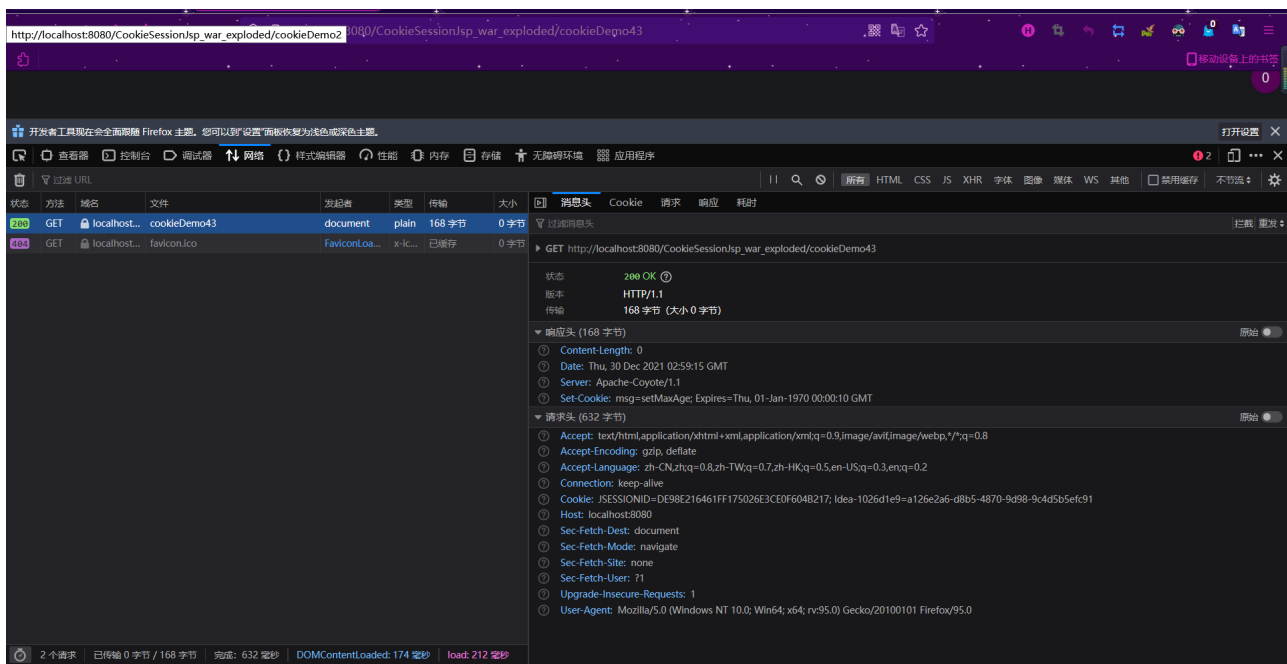 http://localhost:8080/CookieSessionJsp_war_exploded/cookieDemo2
8080/CookieSessionJsp_war_exploded/cookieDemo43
0
移动设备上的书签
0
开发者工具现在会全面跟随 Firefox 主题。您可以到“设置”面板恢复为浅色或深色主题。 打开设置
查看器 控制台 调试器 网络 {} 样式编辑器 性能 内存 存储 无障碍环境 应用程序 2
过滤 URL 所有 HTML CSS JS XHR 字体 图像 媒体 WS 其他 禁用缓存 不节流
状态 方法 域名 文件 发起者 类型 传输 大小
200 GET localhost... cookieDemo43 document plain 168 字节 0 字节
404 GET localhost... favicon.ico FaviconLoa... x-ic... 已缓存 0 字节
消息头 Cookie 请求 响应 耗时
过滤消息头 拦截 重发
GET http://localhost:8080/CookieSessionJsp_war_exploded/cookieDemo43
状态 200 OK
版本 HTTP/1.1
传输 168 字节 (大小 0 字节)
响应头 (168 字节) 原始
Content-Length: 0
Date: Thu, 30 Dec 2021 02:59:15 GMT
Server: Apache-Coyote/1.1
Set-Cookie: msg=setMaxAge; Expires=Thu, 01-Jan-1970 00:00:10 GMT
请求头 (632 字节) 原始
Accept: text/html,application/xhtml+xml,application/xml;q=0.9,image/avif,image/webp,*/*;q=0.8
Accept-Encoding: gzip, deflate
Accept-Language: zh-CN,zh;q=0.8,zh-TW;q=0.7,zh-HK;q=0.5,en-US;q=0.3,en;q=0.2
Connection: keep-alive
Cookie: JSESSIONID=DE98E216461FF175026E3CE0F604B217; Idea-1026d1e9=a126e2a6-d8b5-4870-9d98-9c4d5b5efc91
Host: localhost:8080
Sec-Fetch-Dest: document
Sec-Fetch-Mode: navigate
Sec-Fetch-Site: none
Sec-Fetch-User: ?1
Upgrade-Insecure-Requests: 1
User-Agent: Mozilla/5.0 (Windows NT 10.0; Win64; x64; rv:95.0) Gecko/20100101 Firefox/95.0
2 个请求 已传输 0 字节 / 168 字节 完成: 632 毫秒 DOMContentLoaded: 174 毫秒 load: 212 毫秒